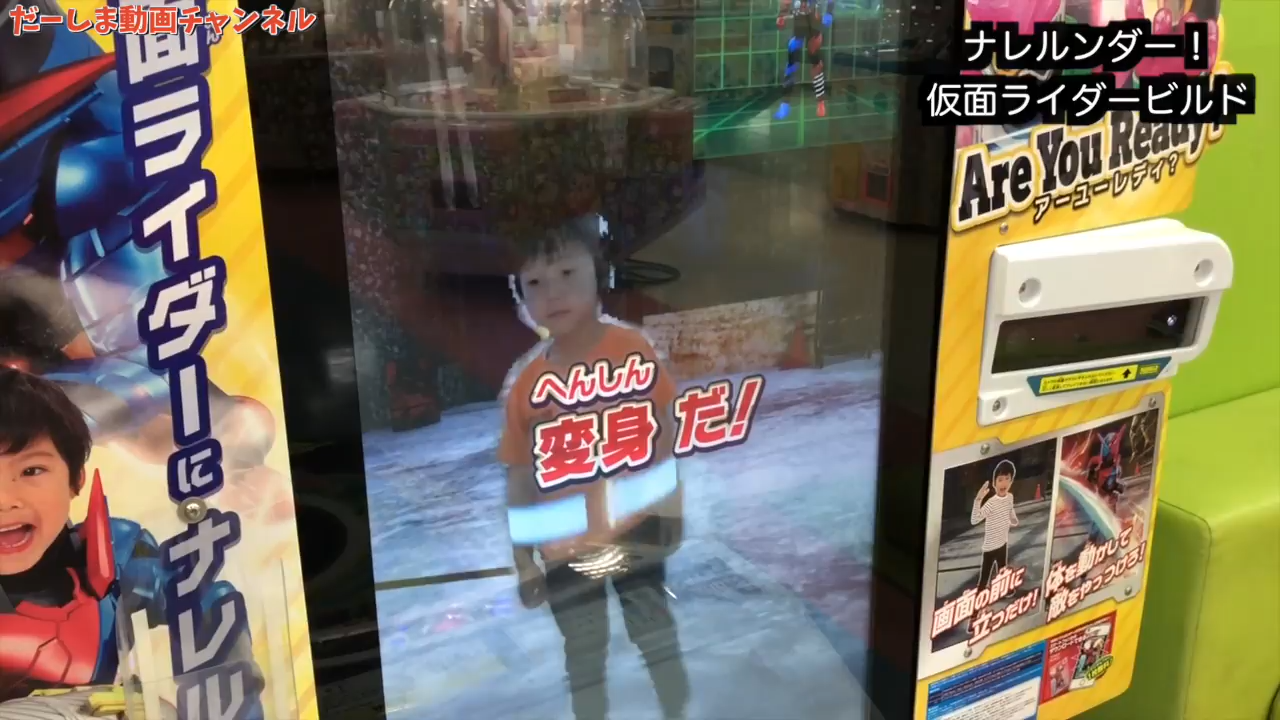 だーしま動画チャンネル
ナレルンダー！
仮面ライダービルド
面ライダーにナレル
Are You Ready?
アーユーレディ？
へんしん
変身だ!
画面の前に
立つだけ!
体を動かして
敵をやっつけろ!